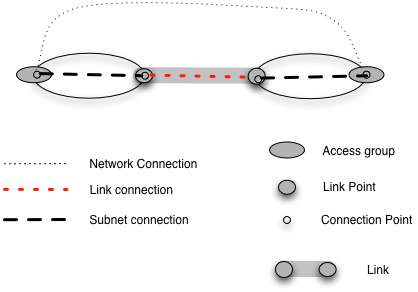 Network Connection
Link connection
Subnet connection
Access group
Link Point
Connection Point
Link